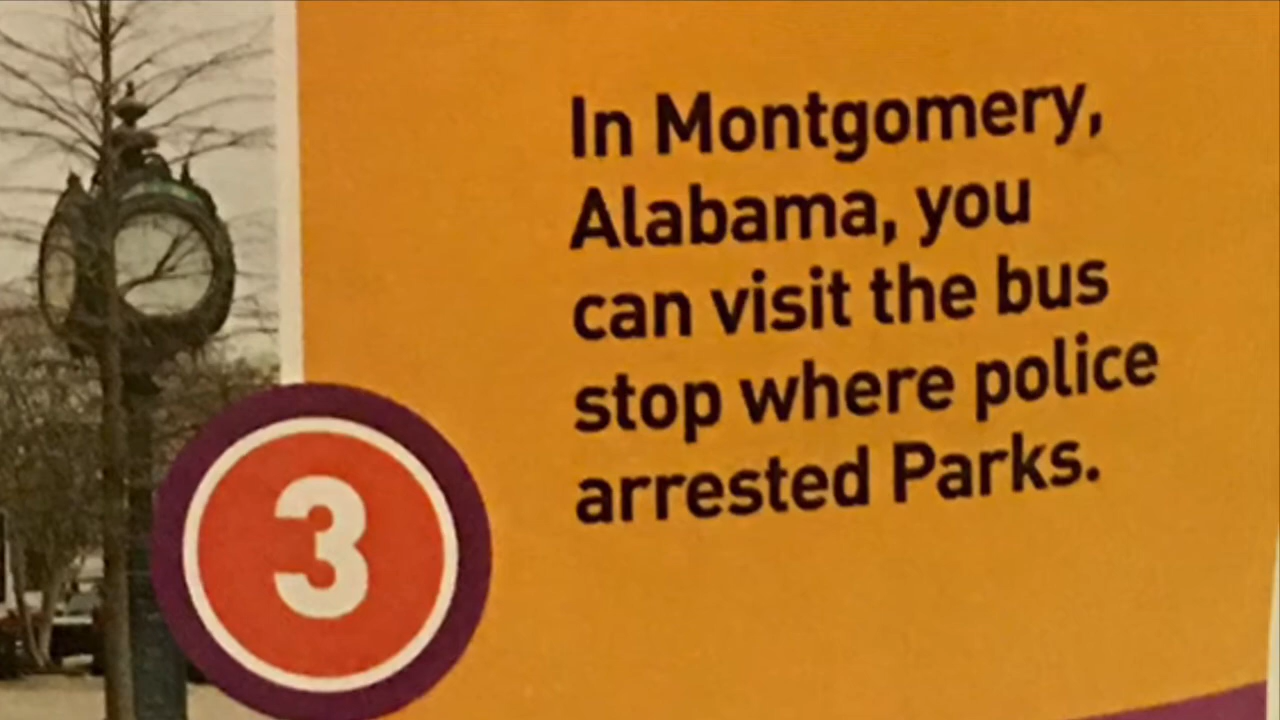 In Montgomery,
Alabama, you
can visit the bus
stop where police
arrested Parks.
3